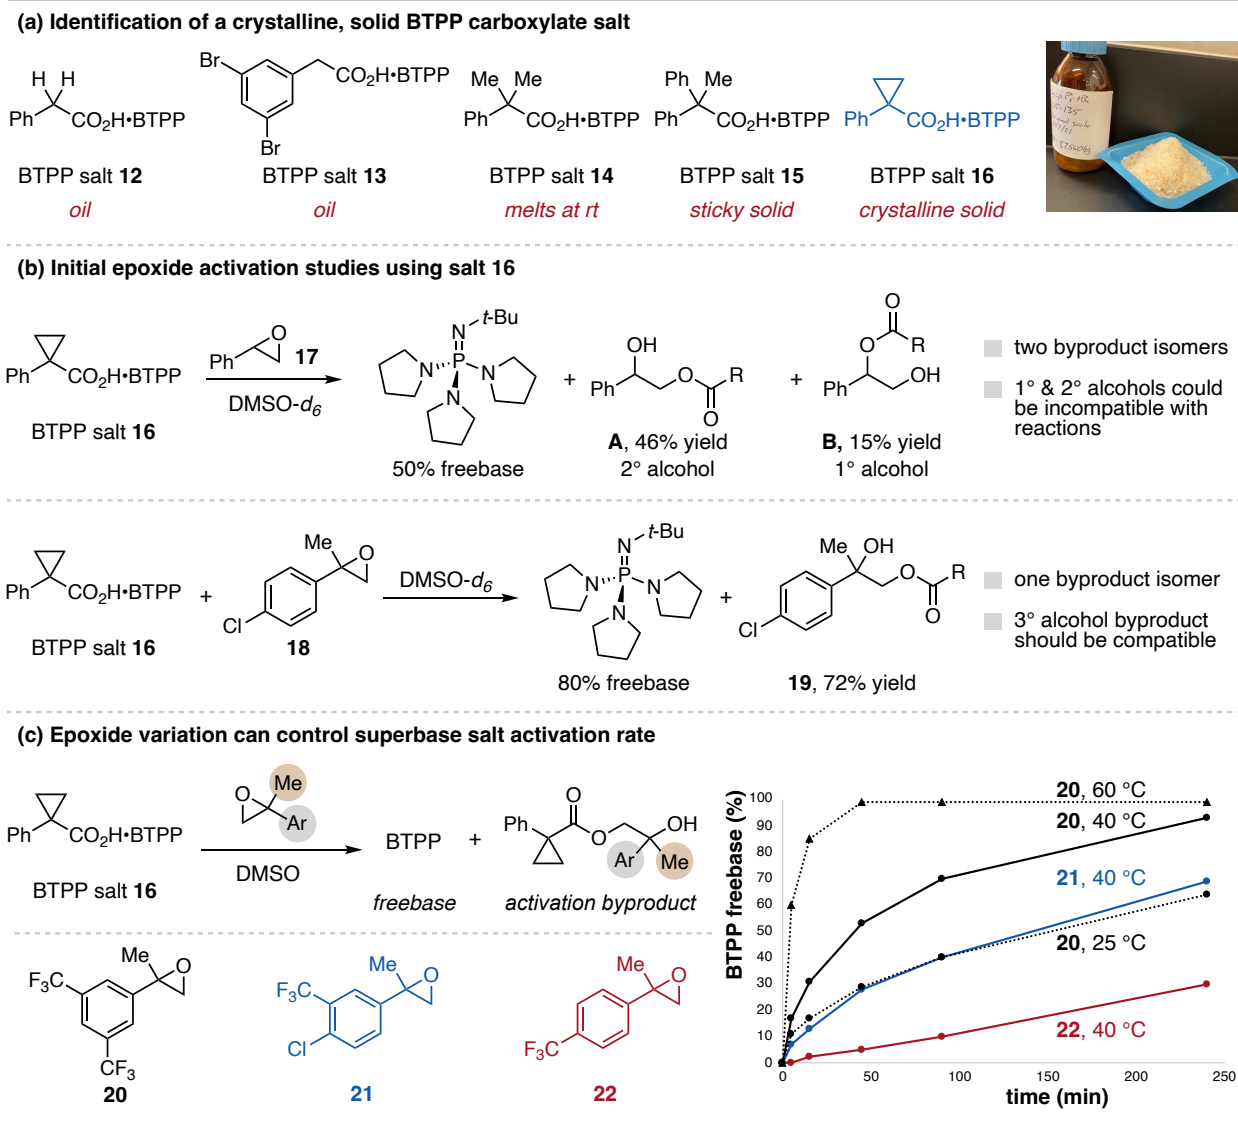 (a) Identification of a crystalline, solid BTPP carboxylate salt
H H
Ph CO2H•BTPP
BTPP salt 12
oil
Br
Br
CO2H•BTPP
BTPP salt 13
oil
Me Me
Ph CO2H•BTPP
BTPP salt 14
melts at rt
Ph Me
Ph CO2H•BTPP
BTPP salt 15
sticky solid
Ph CO2H•BTPP
BTPP salt 16
crystalline solid
(b) Initial epoxide activation studies using salt 16
Ph CO2H•BTPP
BTPP salt 16
Ph O 17
DMSO-d6
N t-Bu
N P N
N
50% freebase
+
OH
Ph O R
O
A, 46% yield
2° alcohol
+
O
O R
Ph OH
B, 15% yield
1° alcohol
two byproduct isomers
1° & 2° alcohols could
be incompatible with
reactions
Ph CO2H•BTPP
BTPP salt 16
+
Me O
Cl
18
DMSO-d6
N t-Bu
N P N
N
80% freebase
+
Me OH
O R
O
Cl
19, 72% yield
one byproduct isomer
3° alcohol byproduct
should be compatible
(c) Epoxide variation can control superbase salt activation rate
Ph CO2H•BTPP
BTPP salt 16
O Me
Ar
DMSO
BTPP
freebase
+
Ph O
O OH
Ar Me
activation byproduct
Me O
F3C
CF3
20
Me O
F3C
Cl
21
Me O
F3C
22
BTPP freebase (%)
100
90
80
70
60
50
40
30
20
10
0
0 50 100 150 200 250
time (min)
20, 60 °C
20, 40 °C
21, 40 °C
20, 25 °C
22, 40 °C